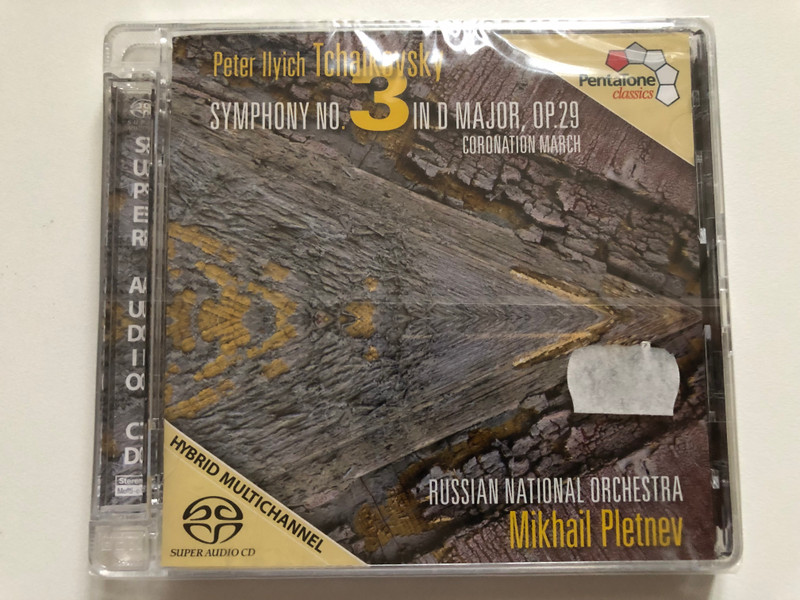 Peter Ilyich Tchaikovsky
SYMPHONY NO. 3 IN D MAJOR, OP.29
CORONATION MARCH
PentaTone
classics
SUPER AUDIO CD
Stereo
HYBRID MULTICHANNEL
SUPER AUDIO CD
RUSSIAN NATIONAL ORCHESTRA
Mikhail Pletnev